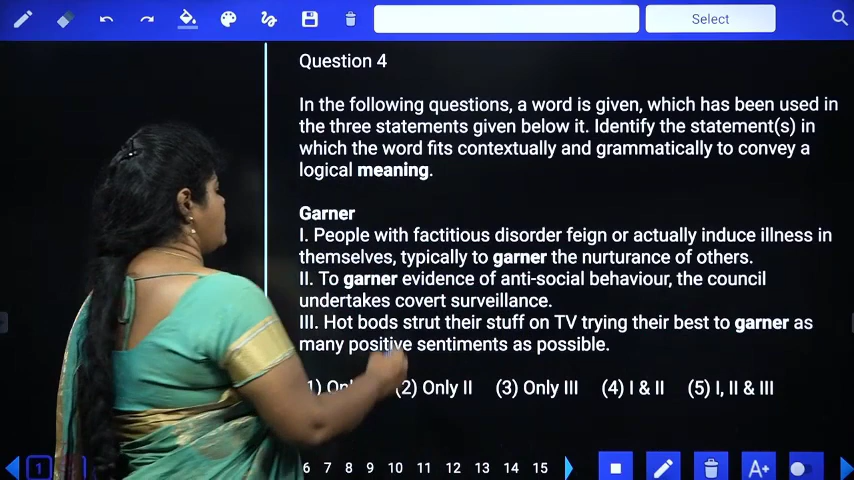 Select
Question 4
In the following questions, a word is given, which has been used in
the three statements given below it. Identify the statement(s) in
which the word fits contextually and grammatically to convey a
logical meaning.
Garner
I. People with factitious disorder feign or actually induce illness in
themselves, typically to garner the nurturance of others.
II. To garner evidence of anti-social behaviour, the council
undertakes covert surveillance.
III. Hot bods strut their stuff on TV trying their best to garner as
many positive sentiments as possible.
(2) Only II (3) Only III (4) I & II (5) I, II & III
1 6 7 8 9 10 11 12 13 14 15 A+